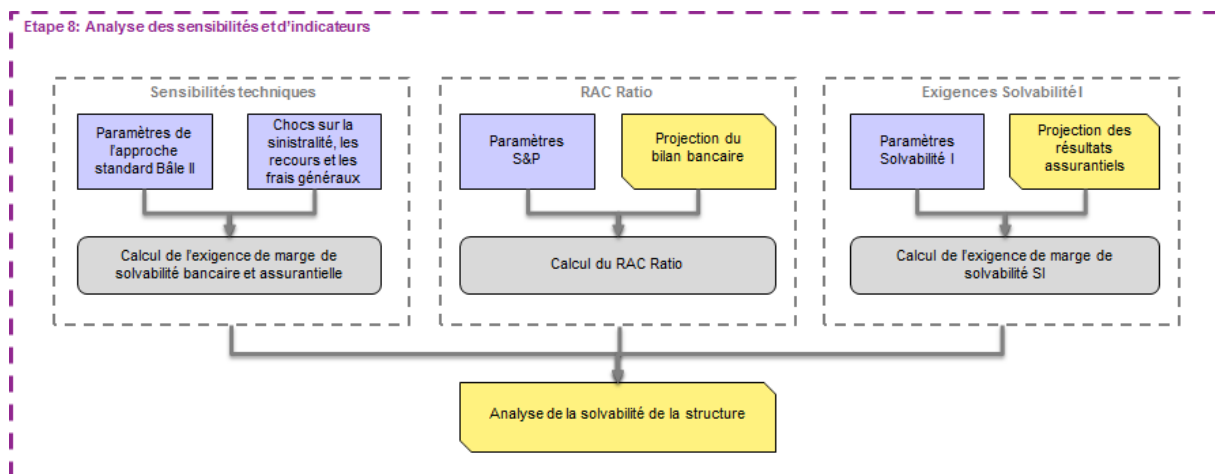 Etape 8: Analyse des sensibilités et d'indicateurs
Sensibilités techniques
Paramètres de
l'approche
standard Bâle II
Chocs sur la
sinistralité, les
recours et les
frais généraux
Calcul de l'exigence de marge de
solvabilité bancaire et assurantielle
RAC Ratio
Paramètres
S&P
Projection du
bilan bancaire
Calcul du RAC Ratio
Exigences Solvabilité I
Paramètres
Solvabilité I
Projection des
résultats
assurantiels
Calcul de l'exigence de marge de
solvabilité SI
Analyse de la solvabilité de la structure